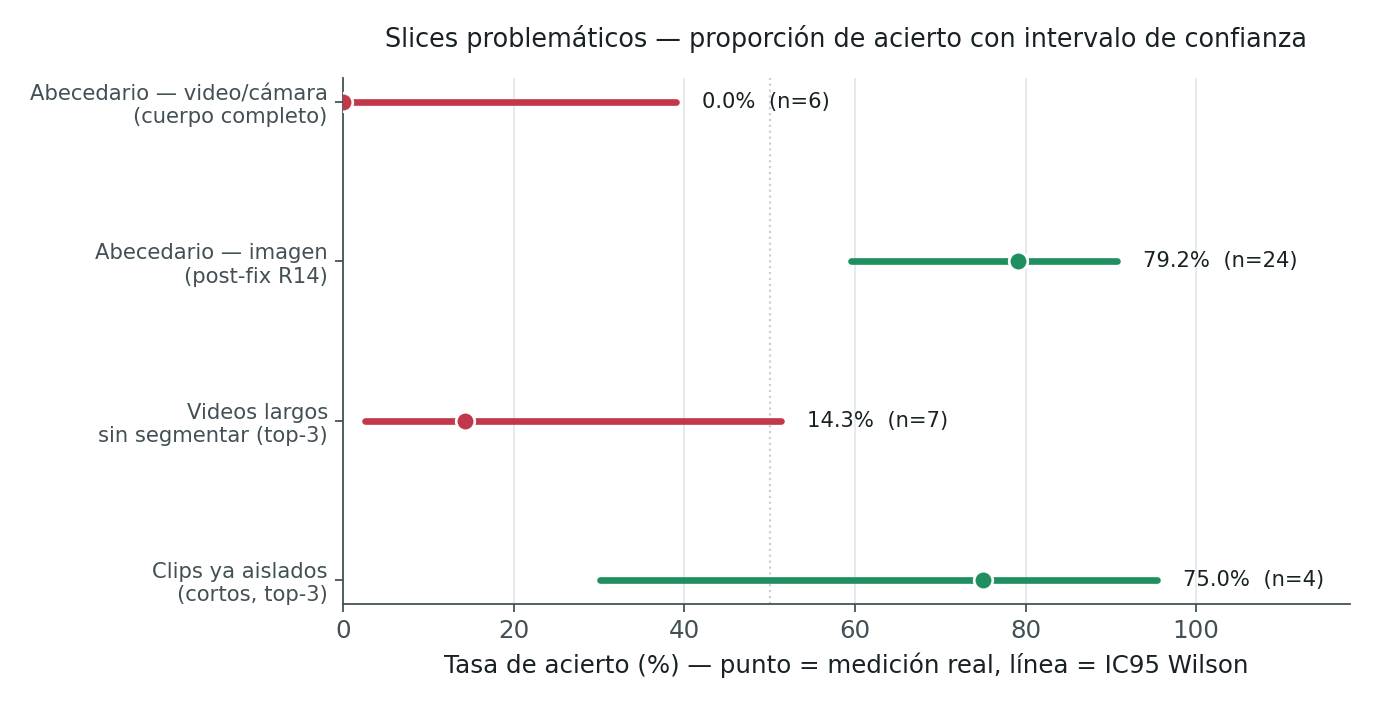 Slices problemáticos — proporción de acierto con intervalo de confianza
Abecedario — video/cámara
(cuerpo completo)
0.0%  (n=6)
Abecedario — imagen
(post-fix R14)
79.2%  (n=24)
Videos largos
sin segmentar (top-3)
14.3%  (n=7)
Clips ya aislados
(cortos, top-3)
75.0%  (n=4)
0 20 40 60 80 100
Tasa de acierto (%) — punto = medición real, línea = IC95 Wilson